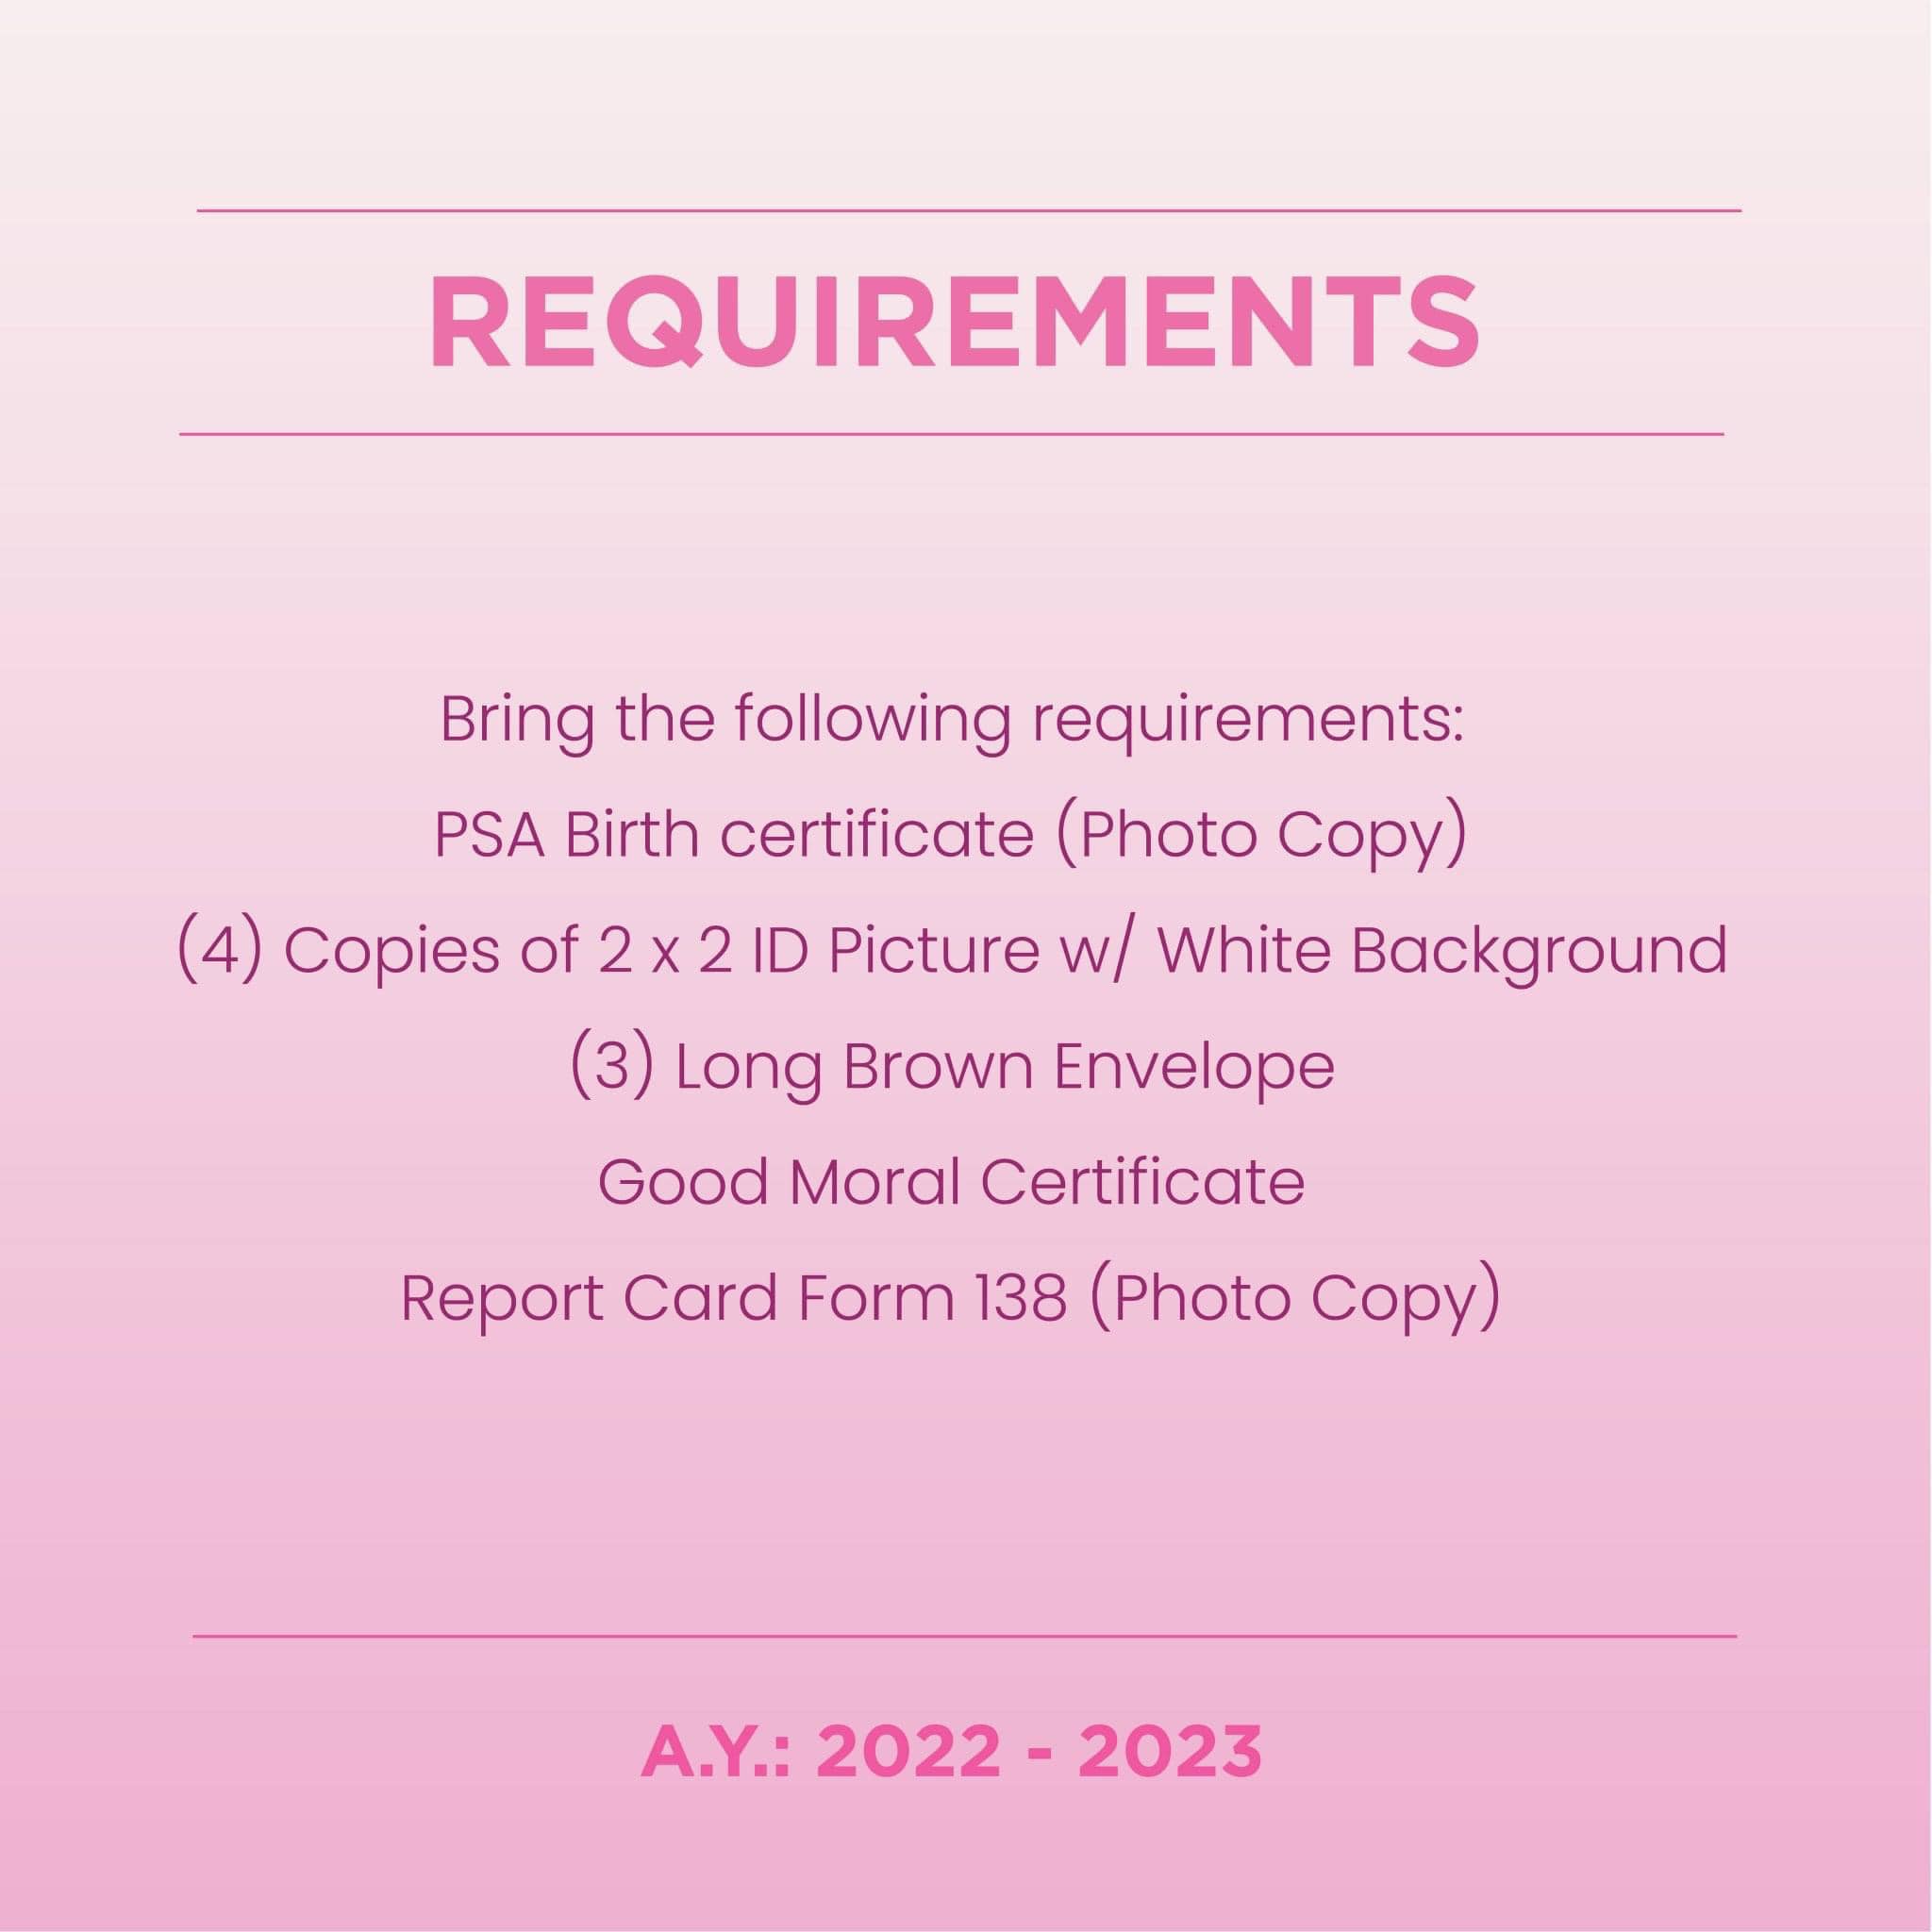 REQUIREMENTS
Bring the following requirements:
PSA Birth certificate (Photo Copy)
(4) Copies of 2 x 2 ID Picture w/ White Background
(3) Long Brown Envelope
Good Moral Certificate
Report Card Form 138 (Photo Copy)
A.Y.: 2022 - 2023